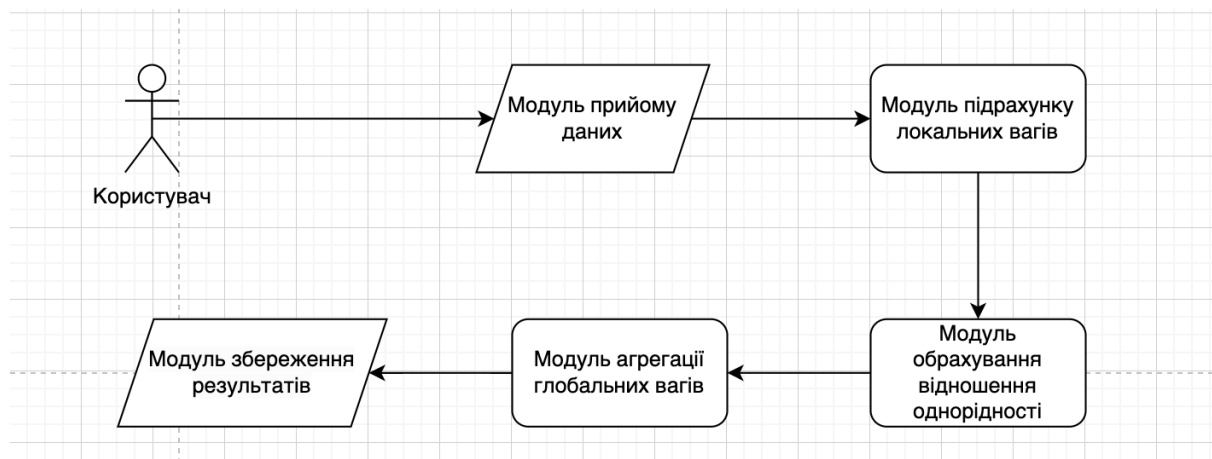 Модуль прийому
даних
Модуль підрахунку
локальних вагів
Користувач
Модуль збереження
результатів
Модуль агрегації
глобальних вагів
Модуль
обрахування
відношення
однорідності